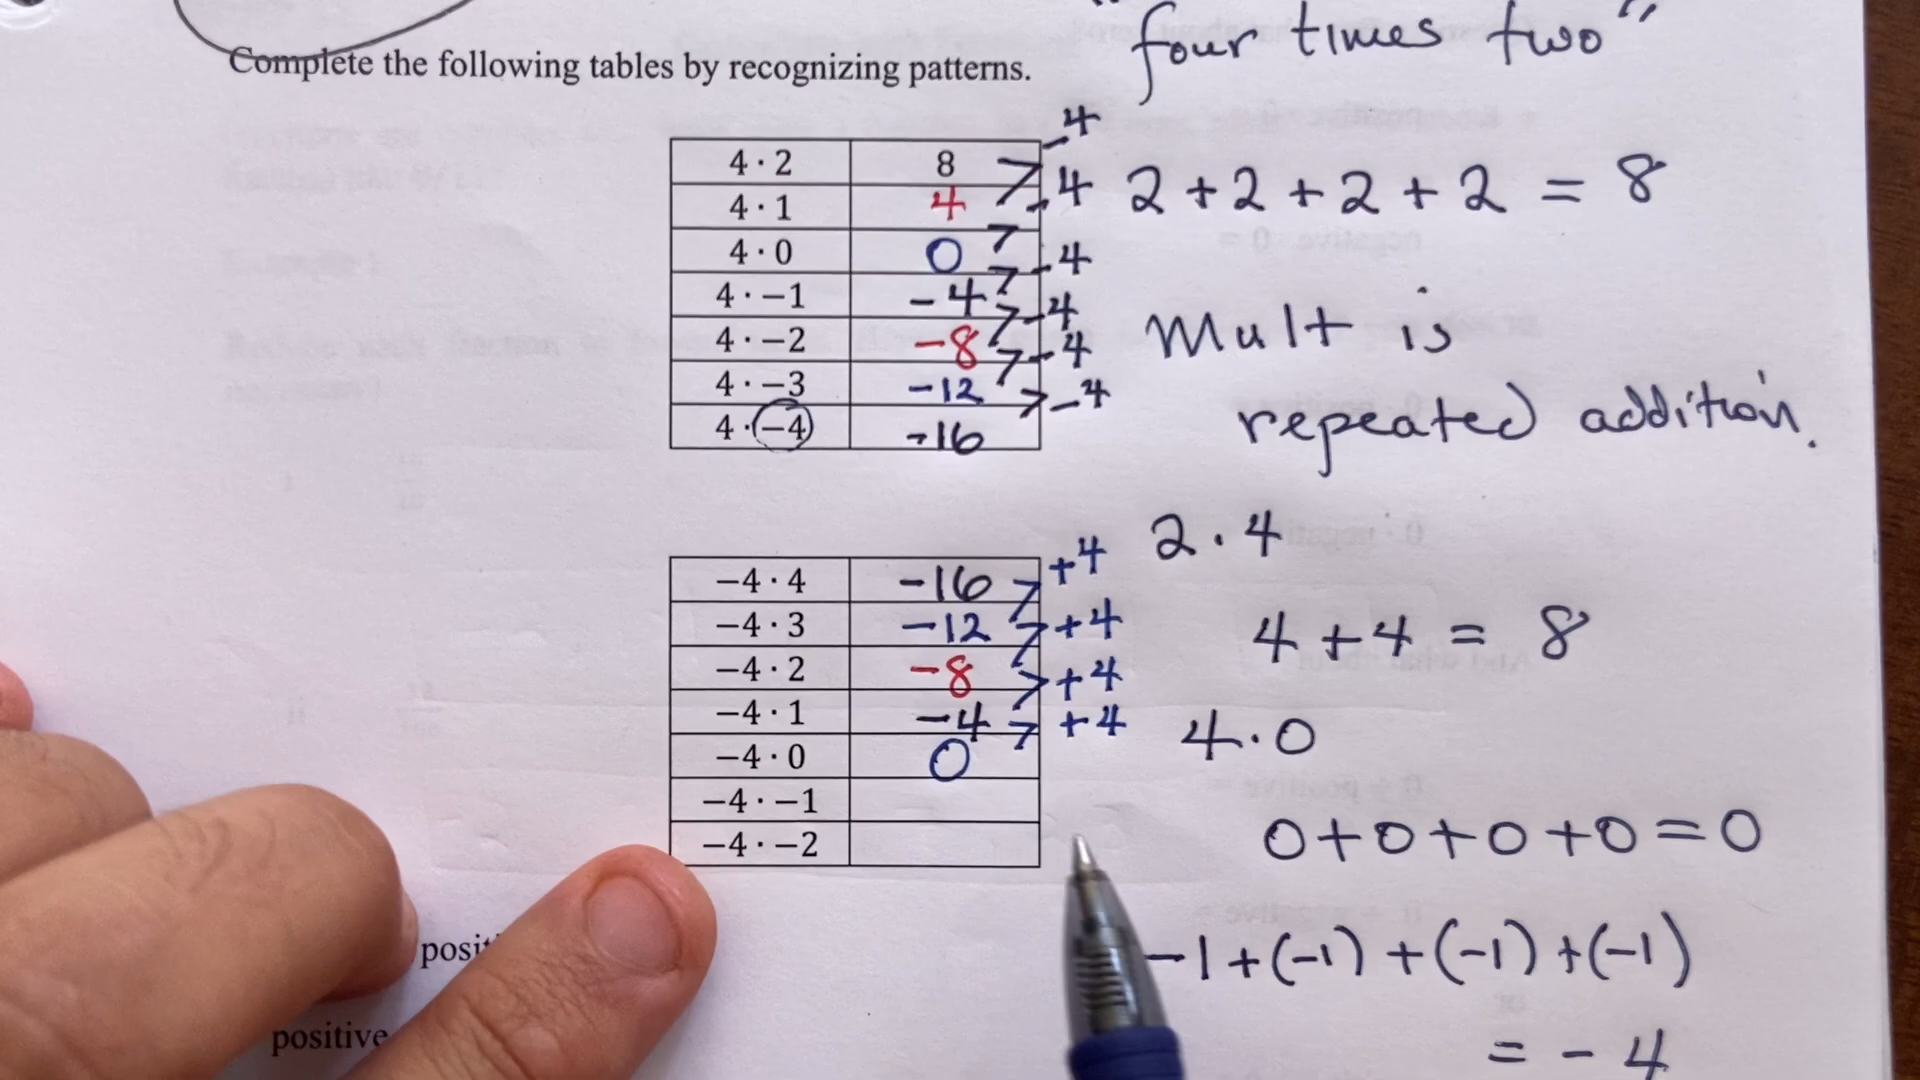 "four times two"
Complete the following tables by recognizing patterns.
-4
4 · 2 8
-4 2 + 2 + 2 + 2 = 8
4 · 1 4
4 · 0 0 -4
4 · −1 -4 -4
Mult is
4 · −2 -8 -4
4 · −3 -12 -4
repeated addition.
4 · (−4) -16
2 · 4
+4
−4 · 4 -16
−4 · 3 -12 +4
4 + 4 = 8
−4 · 2 -8 +4
−4 · 1 -4 +4
4 · 0
−4 · 0 0
−4 · −1
0 + 0 + 0 + 0 = 0
−4 · −2
-1 + (-1) + (-1) + (-1)
positive
= -4